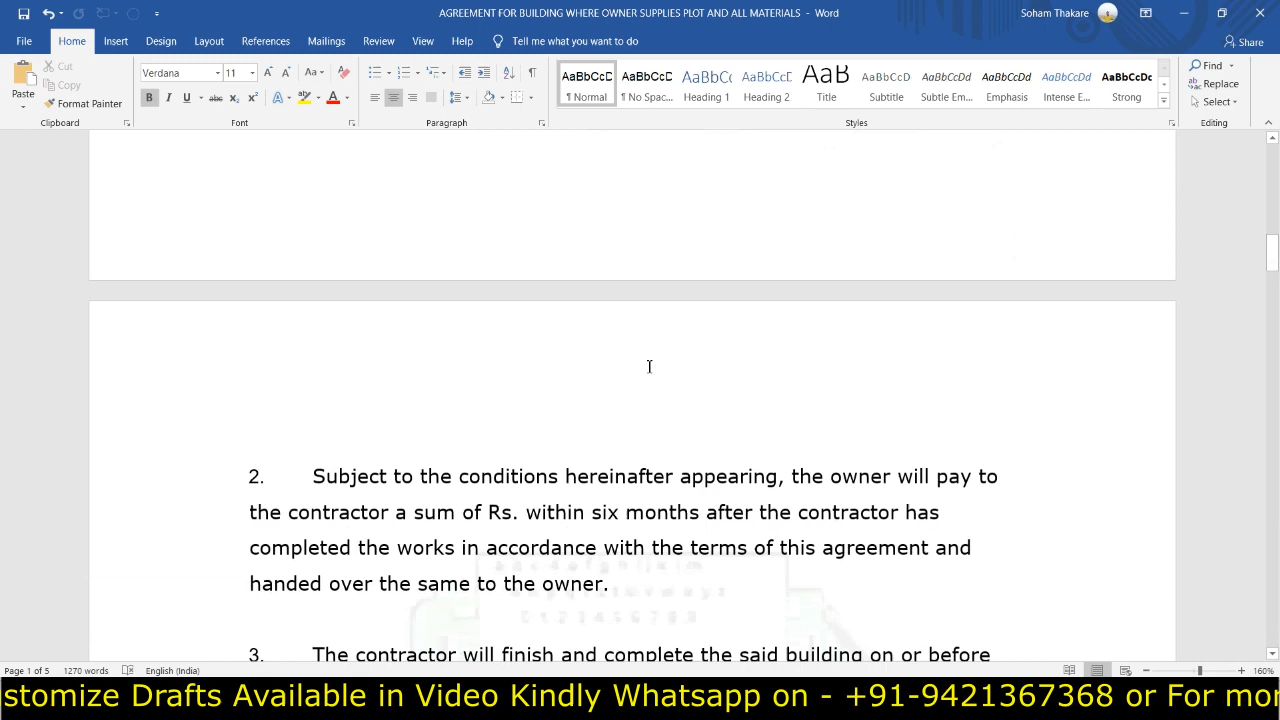 AGREEMENT FOR BUILDING WHERE OWNER SUPPLIES PLOT AND ALL MATERIALS - Word
Soham Thakare
File Home Insert Design Layout References Mailings Review View Help Tell me what you want to do Share
Paste
Cut
Copy
Format Painter
Clipboard
Verdana 11
Font
Paragraph
AaBbCcD AaBbCcD AaBbC AaBbCcD AaB AaBbCcD AaBbCcDd AaBbCcDd AaBbCcDd AaBbCcDc
¶ Normal ¶ No Spac... Heading 1 Heading 2 Title Subtitle Subtle Em... Emphasis Intense E... Strong
Styles
Find
Replace
Select
Editing
2. Subject to the conditions hereinafter appearing, the owner will pay to
the contractor a sum of Rs. within six months after the contractor has
completed the works in accordance with the terms of this agreement and
handed over the same to the owner.
3. The contractor will finish and complete the said building on or before
Page 1 of 5 1270 words English (India) 160%
stomize Drafts Available in Video Kindly Whatsapp on - +91-9421367368 or For mor